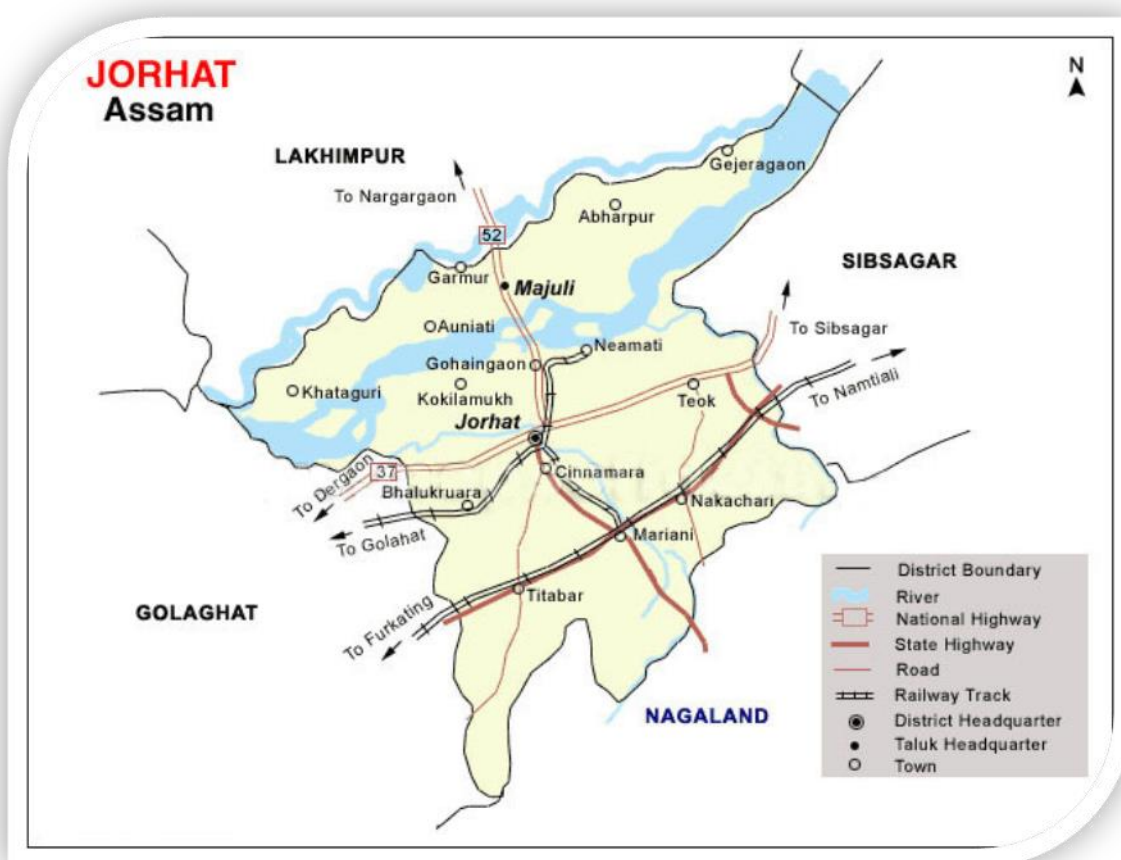 JORHAT
Assam
N
LAKHIMPUR
To Nargargaon
Gejeragaon
Abharpur
52
SIBSAGAR
Garmur
Majuli
Auniati
To Sibsagar
Neamati
Gohaingaon
Khataguri
Kokilamukh
Teok
To Namtiali
Jorhat
37
To Dergaon
Cinnamara
Bhalukruara
Nakachari
To Golahat
Mariani
GOLAGHAT
Titabar
To Furkating
NAGALAND
District Boundary
River
National Highway
State Highway
Road
Railway Track
District Headquarter
Taluk Headquarter
Town